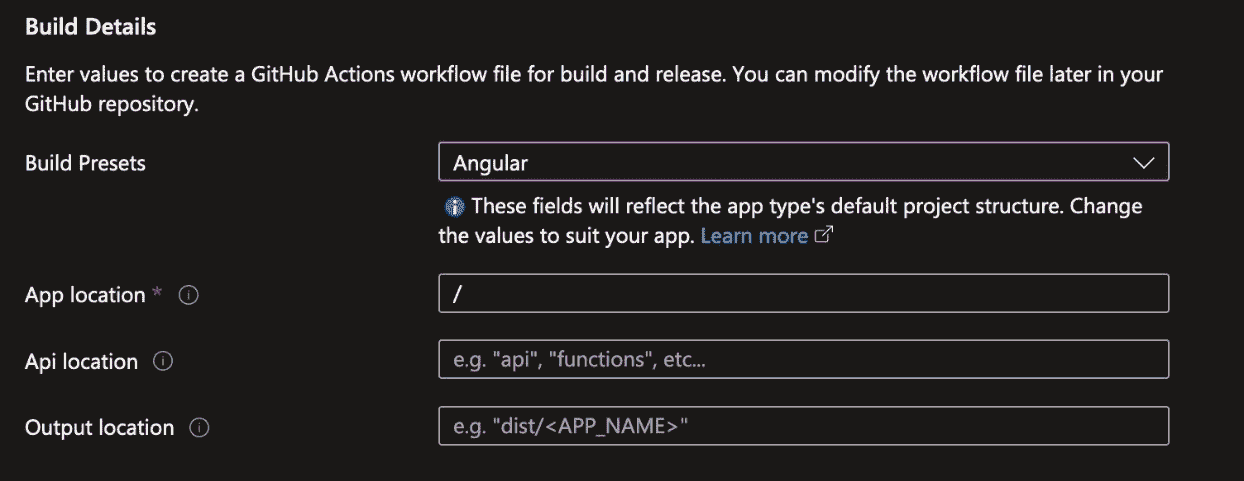 Build Details
Enter values to create a GitHub Actions workflow file for build and release. You can modify the workflow file later in your
GitHub repository.
Build Presets
Angular
These fields will reflect the app type's default project structure. Change
the values to suit your app. Learn more
App location *
/
Api location
e.g. "api", "functions", etc...
Output location
e.g. "dist/<APP_NAME>"